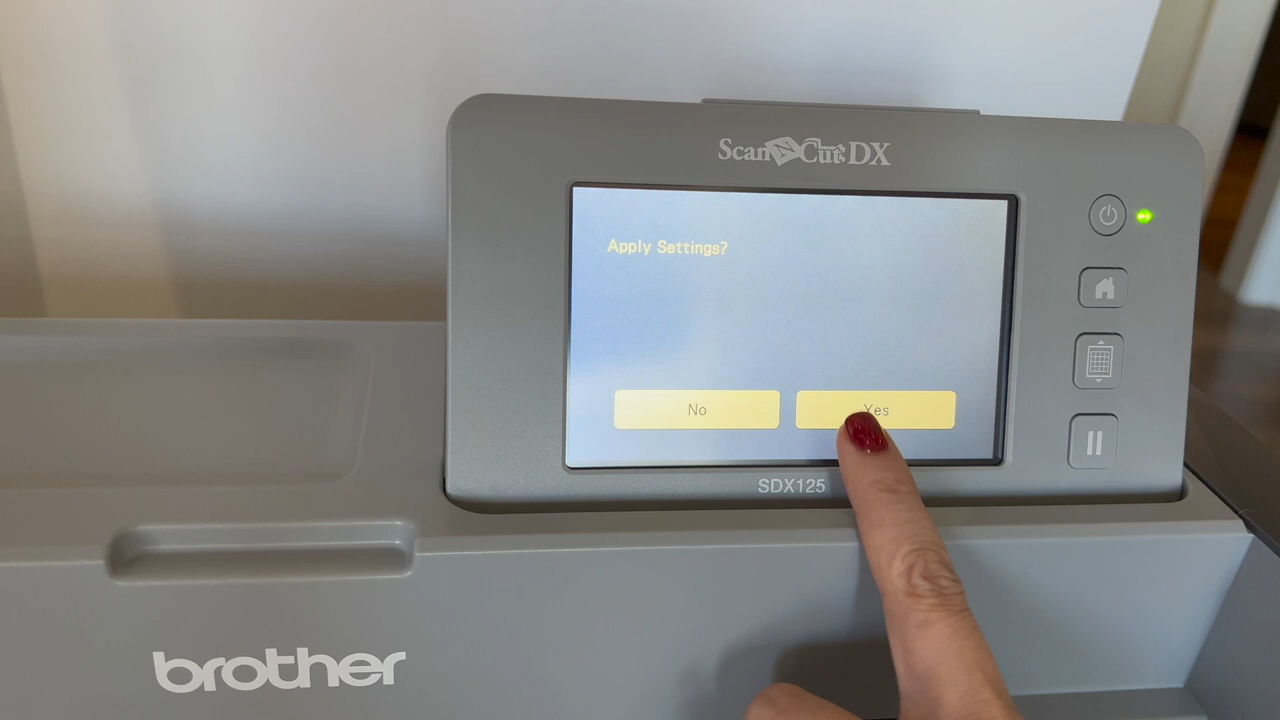 ScanNCut DX
Apply Settings?
No
Yes
SDX125
brother